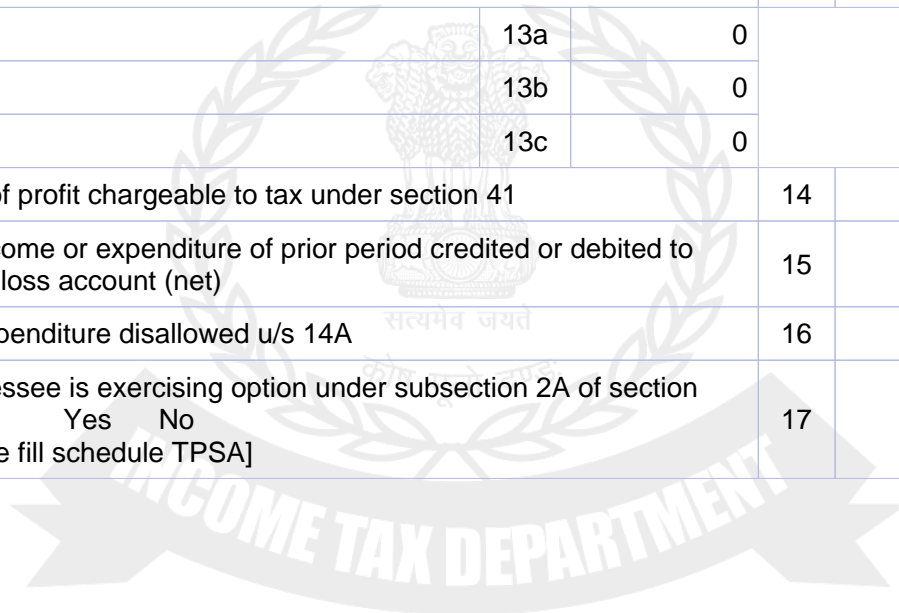 13a 0
13b 0
13c 0
of profit chargeable to tax under section 41 14
come or expenditure of prior period credited or debited to
loss account (net) 15
penditure disallowed u/s 14A 16
essee is exercising option under subsection 2A of section
Yes No 17
e fill schedule TPSA]
सत्यमेव जयते
INCOME TAX DEPARTMENT